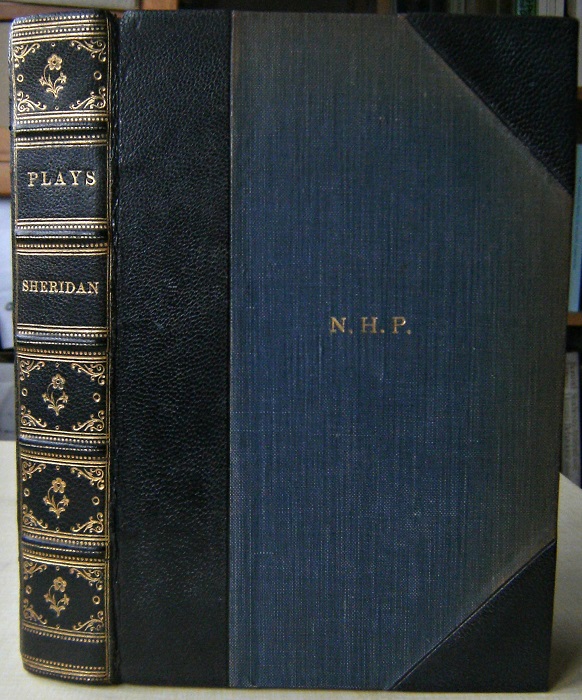 PLAYS
SHERIDAN
N. H. P.